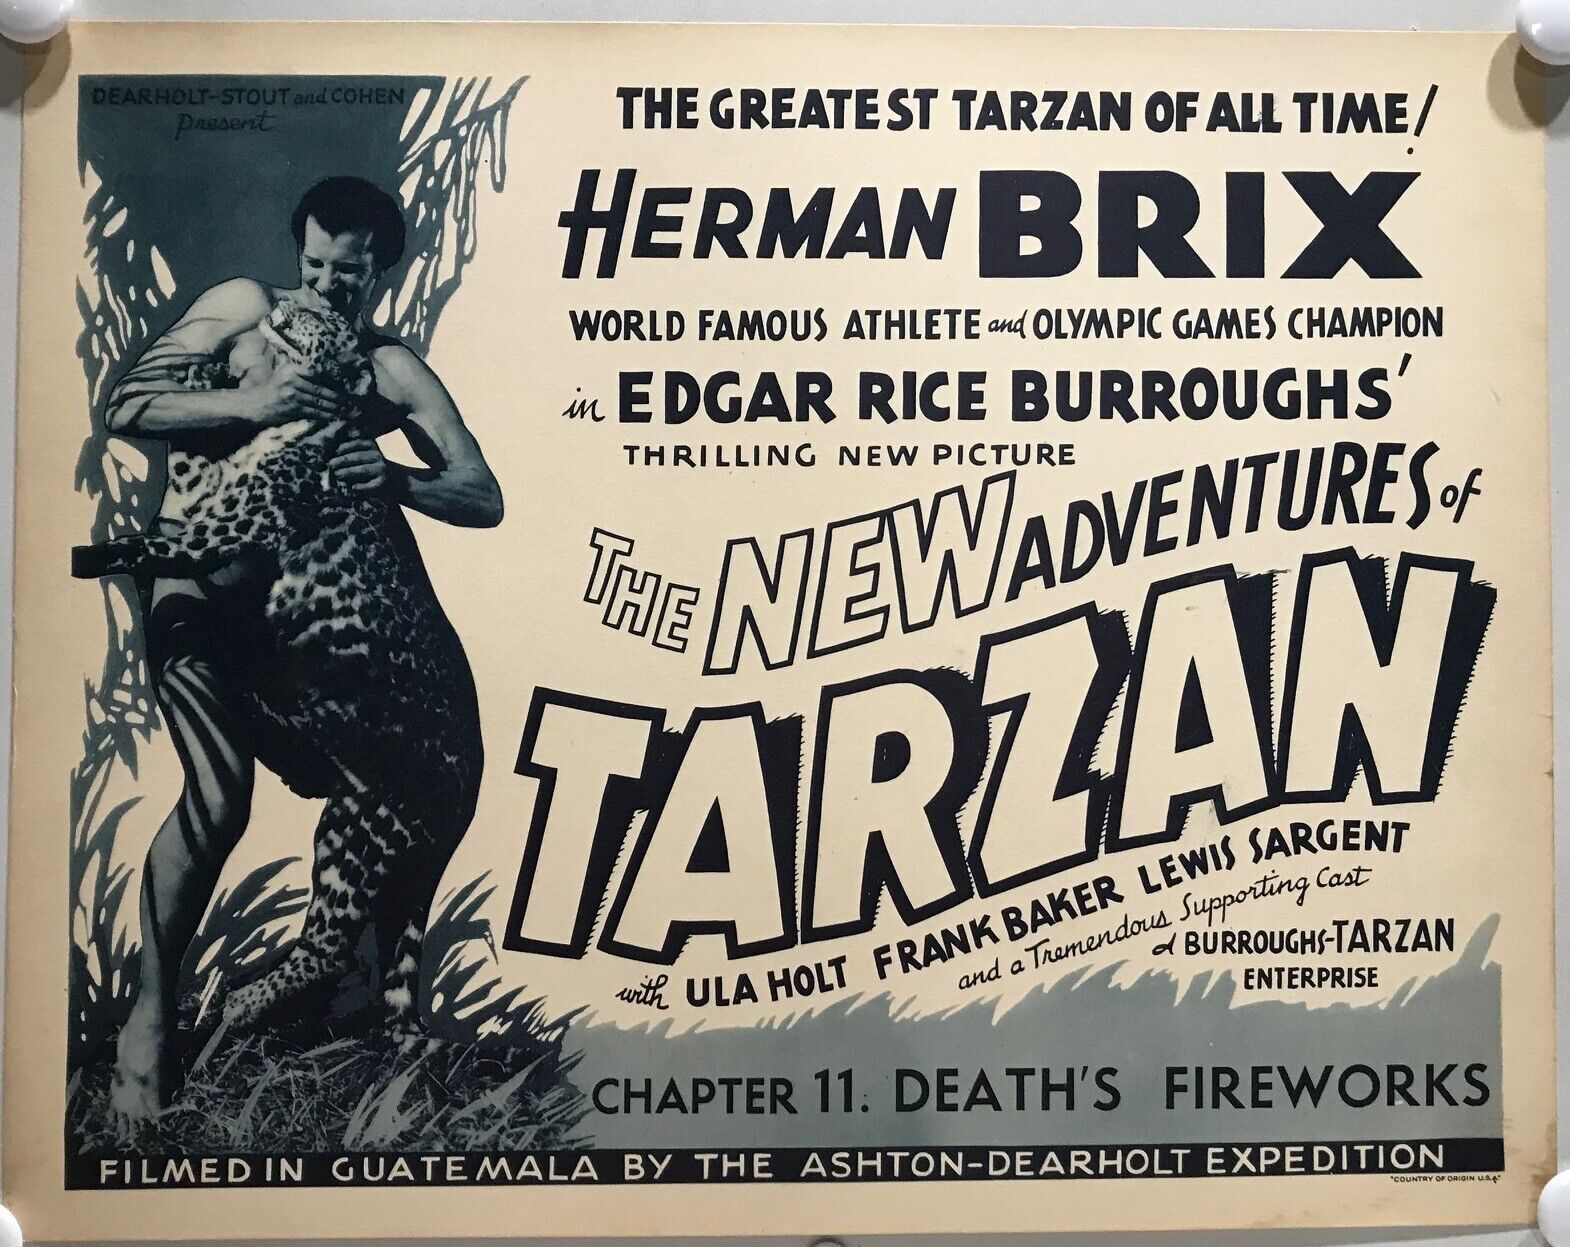 DEARHOLT-STOUT and COHEN
present
THE GREATEST TARZAN OF ALL TIME!
HERMAN BRIX
WORLD FAMOUS ATHLETE and OLYMPIC GAMES CHAMPION
in EDGAR RICE BURROUGHS'
THRILLING NEW PICTURE
THE NEW ADVENTURES of
TARZAN
with ULA HOLT FRANK BAKER LEWIS SARGENT
and a Tremendous Supporting Cast
A BURROUGHS-TARZAN
ENTERPRISE
CHAPTER 11. DEATH'S FIREWORKS
FILMED IN GUATEMALA BY THE ASHTON-DEARHOLT EXPEDITION
"COUNTRY OF ORIGIN U.S.A."